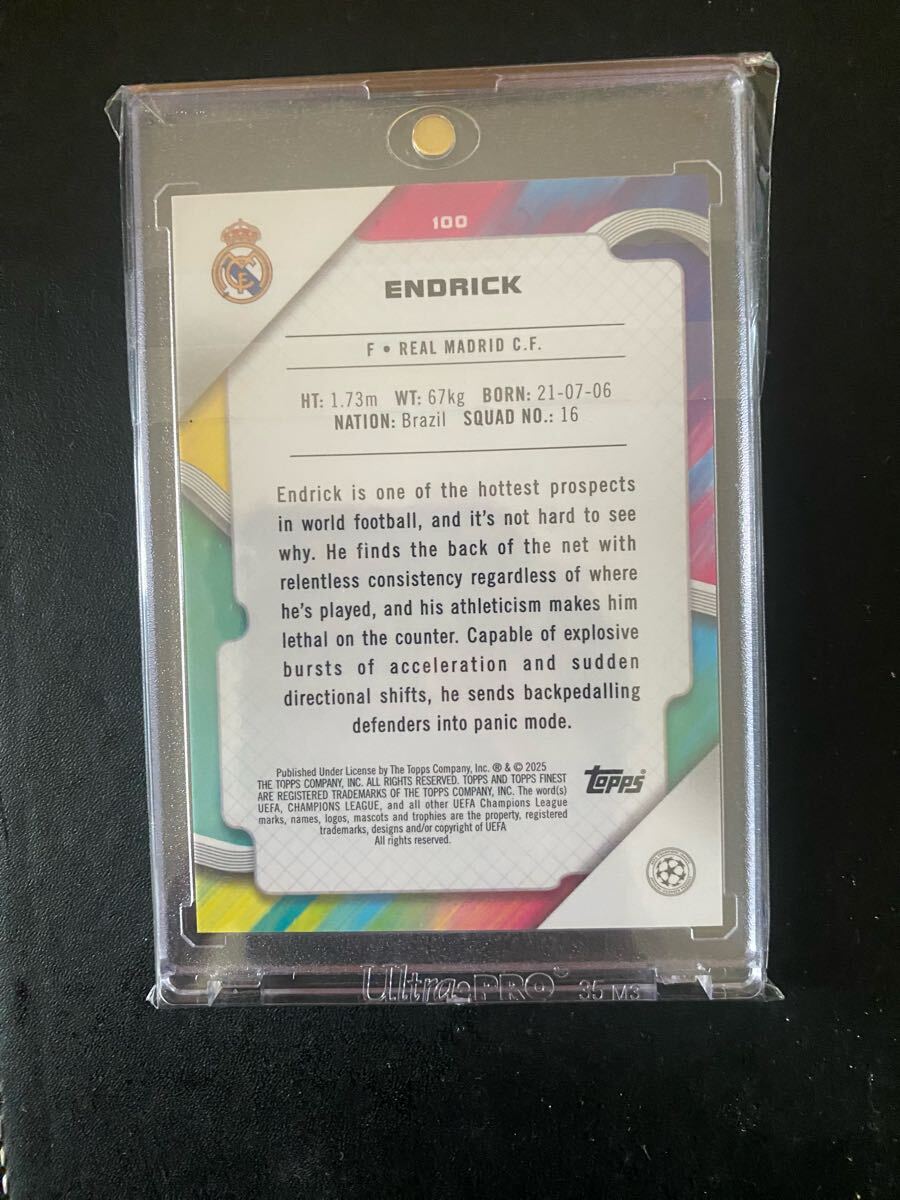 100
ENDRICK
F • REAL MADRID C.F.
HT: 1.73m WT: 67kg BORN: 21-07-06
NATION: Brazil SQUAD NO.: 16
Endrick is one of the hottest prospects
in world football, and it's not hard to see
why. He finds the back of the net with
relentless consistency regardless of where
he's played, and his athleticism makes him
lethal on the counter. Capable of explosive
bursts of acceleration and sudden
directional shifts, he sends backpedalling
defenders into panic mode.
Published Under License by The Topps Company, Inc. ® & © 2025
THE TOPPS COMPANY, INC. ALL RIGHTS RESERVED. TOPPS AND TOPPS FINEST
ARE REGISTERED TRADEMARKS OF THE TOPPS COMPANY, INC. The word(s)
UEFA, CHAMPIONS LEAGUE, and all other UEFA Champions League
marks, names, logos, mascots and trophies are the property, registered
trademarks, designs and/or copyright of UEFA
All rights reserved.
topps
Ultra PRO® 35 M3